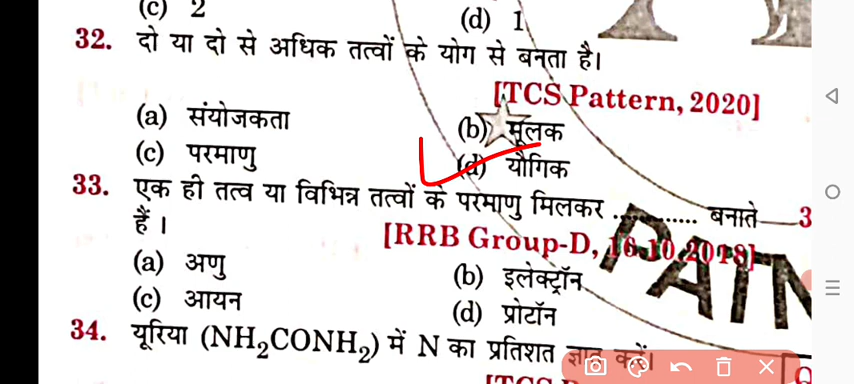 (c) 2 (d) 1
32. दो या दो से अधिक तत्वों के योग से बनता है।
[TCS Pattern, 2020]
(a) संयोजकता (b) मूलक
(c) परमाणु (d) यौगिक
33. एक ही तत्व या विभिन्न तत्वों के परमाणु मिलकर ........... बनाते
हैं ।
[RRB Group-D, 16.10.2018]
(a) अणु (b) इलेक्ट्रॉन
(c) आयन (d) प्रोटॉन
34. यूरिया (NH₂CONH₂) में N का प्रतिशत ज्ञात करें।